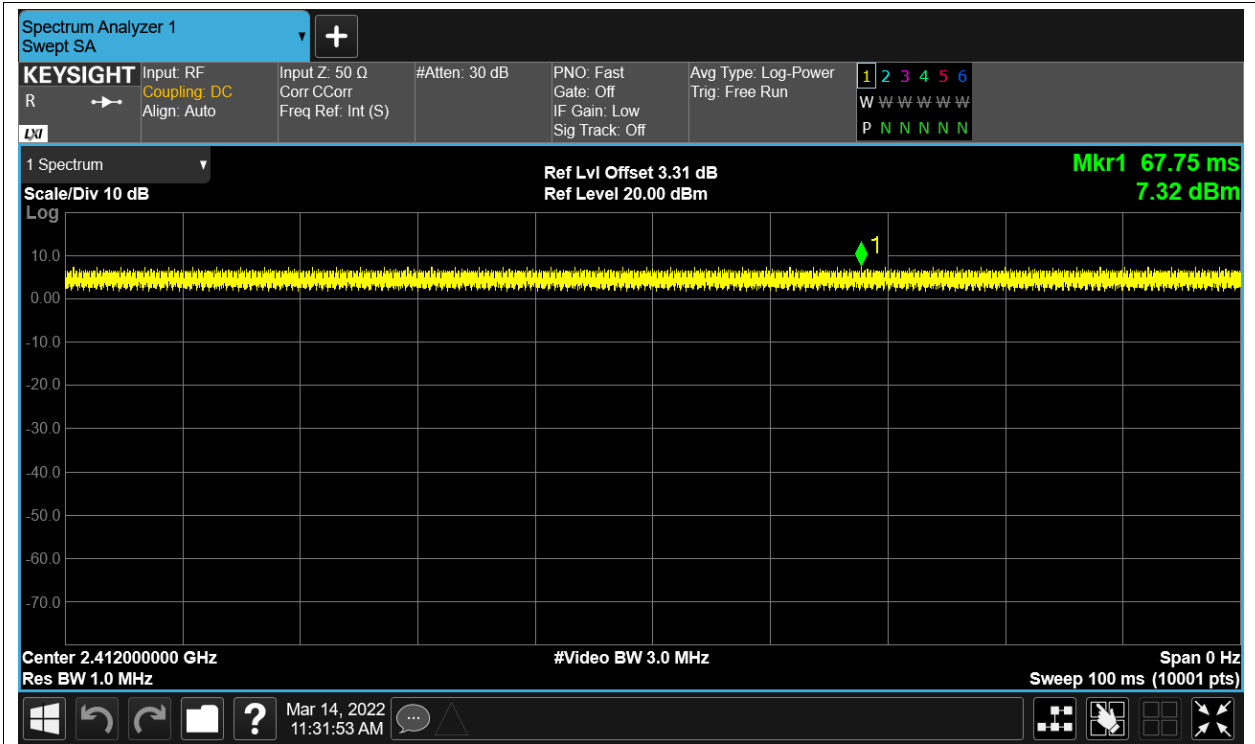 Spectrum Analyzer 1
Swept SA
KEYSIGHT
R
LXI
Input: RF
Coupling: DC
Align: Auto
Input Z: 50 Ω
Corr CCorr
Freq Ref: Int (S)
#Atten: 30 dB
PNO: Fast
Gate: Off
IF Gain: Low
Sig Track: Off
Avg Type: Log-Power
Trig: Free Run
1 2 3 4 5 6
W W W W W W
P N N N N N
1 Spectrum
Scale/Div 10 dB
Log
Ref Lvl Offset 3.31 dB
Ref Level 20.00 dBm
Mkr1 67.75 ms
7.32 dBm
1
10.0
0.00
-10.0
-20.0
-30.0
-40.0
-50.0
-60.0
-70.0
Center 2.412000000 GHz
#Video BW 3.0 MHz
Span 0 Hz
Res BW 1.0 MHz
Sweep 100 ms (10001 pts)
?
Mar 14, 2022
11:31:53 AM